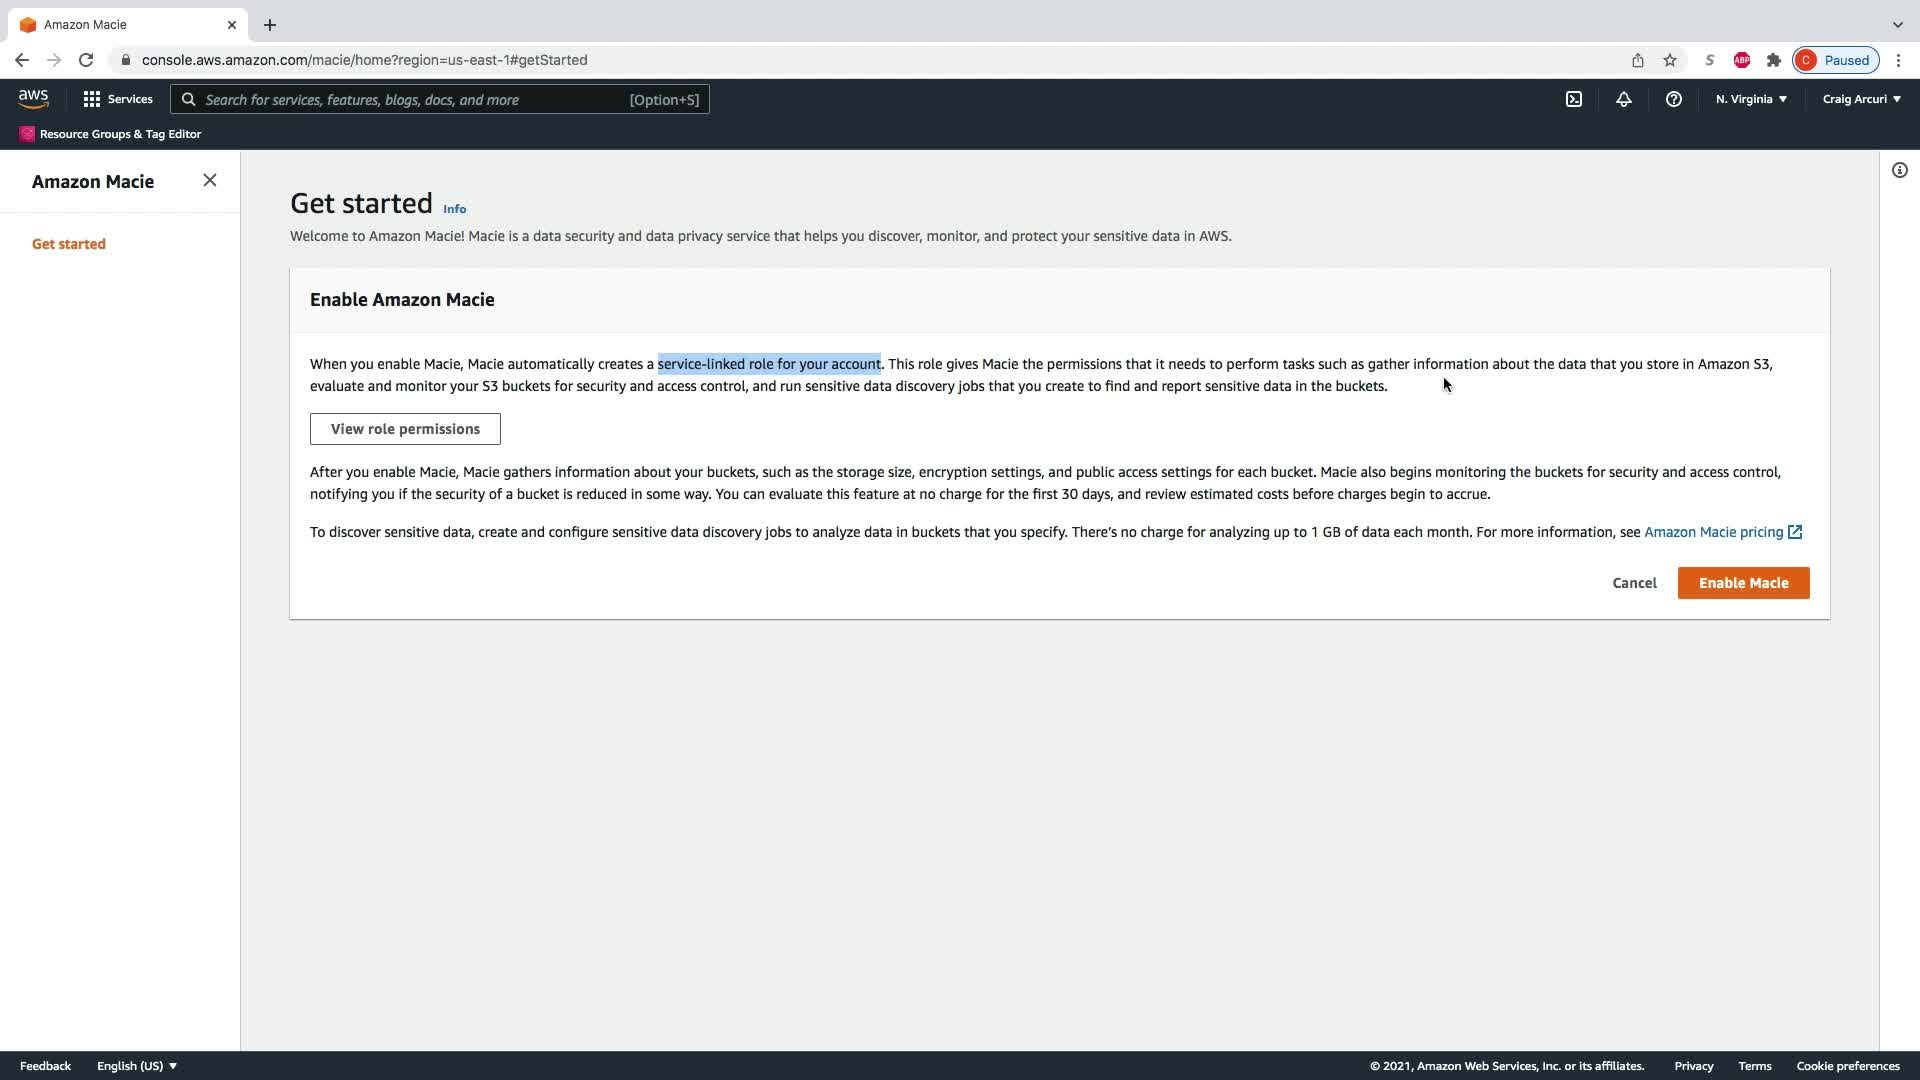 Amazon Macie
console.aws.amazon.com/macie/home?region=us-east-1#getStarted
S
ABP
C
Paused
aws
Services
Search for services, features, blogs, docs, and more
[Option+S]
N. Virginia
Craig Arcuri
Resource Groups & Tag Editor
Amazon Macie
Get started
Get started
Info
Welcome to Amazon Macie! Macie is a data security and data privacy service that helps you discover, monitor, and protect your sensitive data in AWS.
Enable Amazon Macie
When you enable Macie, Macie automatically creates a service-linked role for your account. This role gives Macie the permissions that it needs to perform tasks such as gather information about the data that you store in Amazon S3,
evaluate and monitor your S3 buckets for security and access control, and run sensitive data discovery jobs that you create to find and report sensitive data in the buckets.
View role permissions
After you enable Macie, Macie gathers information about your buckets, such as the storage size, encryption settings, and public access settings for each bucket. Macie also begins monitoring the buckets for security and access control,
notifying you if the security of a bucket is reduced in some way. You can evaluate this feature at no charge for the first 30 days, and review estimated costs before charges begin to accrue.
To discover sensitive data, create and configure sensitive data discovery jobs to analyze data in buckets that you specify. There's no charge for analyzing up to 1 GB of data each month. For more information, see Amazon Macie pricing
Cancel
Enable Macie
Feedback
English (US)
© 2021, Amazon Web Services, Inc. or its affiliates.
Privacy
Terms
Cookie preferences